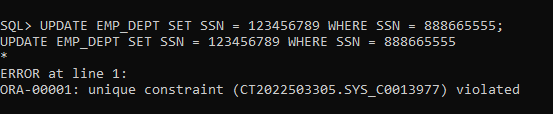 SQL> UPDATE EMP_DEPT SET SSN = 123456789 WHERE SSN = 888665555;
UPDATE EMP_DEPT SET SSN = 123456789 WHERE SSN = 888665555
*
ERROR at line 1:
ORA-00001: unique constraint (CT2022503305.SYS_C0013977) violated